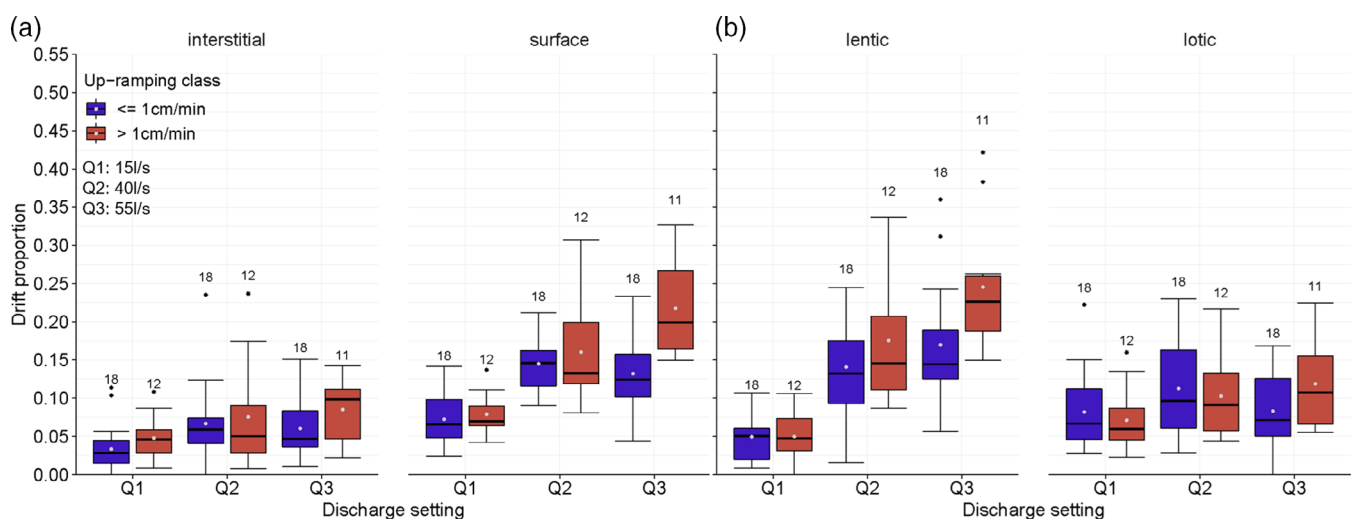 (a)
interstitial
surface
(b)
lentic
lotic
Drift proportion
0.55
0.50
0.45
0.40
0.35
0.30
0.25
0.20
0.15
0.10
0.05
0.00
Up-ramping class
<= 1cm/min
> 1cm/min
Q1: 15l/s
Q2: 40l/s
Q3: 55l/s
18 12 18 12 18 11
18 12 18 12 18 11
18 12 18 12 18 11
18 12 18 12 18 11
Q1 Q2 Q3
Q1 Q2 Q3
Q1 Q2 Q3
Q1 Q2 Q3
Discharge setting
Discharge setting